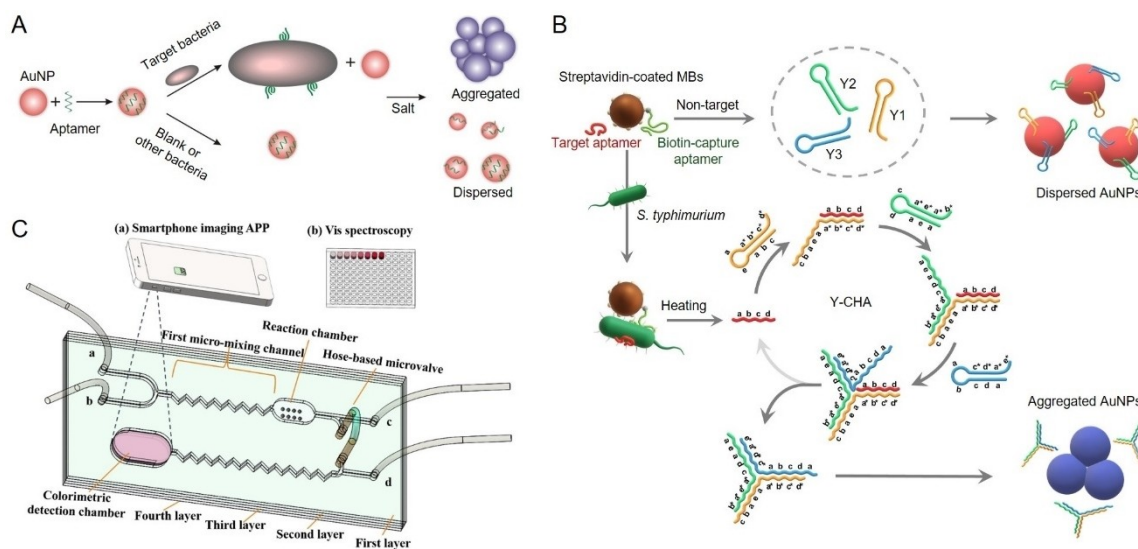 A
AuNP
+
Aptamer
Target bacteria
Blank or
other bacteria
+
Salt
Aggregated
Dispersed
B
Streptavidin-coated MBs
Non-target
Target aptamer
Biotin-capture
aptamer
Y2
Y1
Y3
Dispersed AuNPs
S. typhimurium
Heating
a b c d
Y-CHA
Aggregated AuNPs
C
(a) Smartphone imaging APP
(b) Vis spectroscopy
Reaction chamber
First micro-mixing channel
Hose-based microvalve
a
b
c
d
Colorimetric
detection chamber
Fourth layer
Third layer
Second layer
First layer